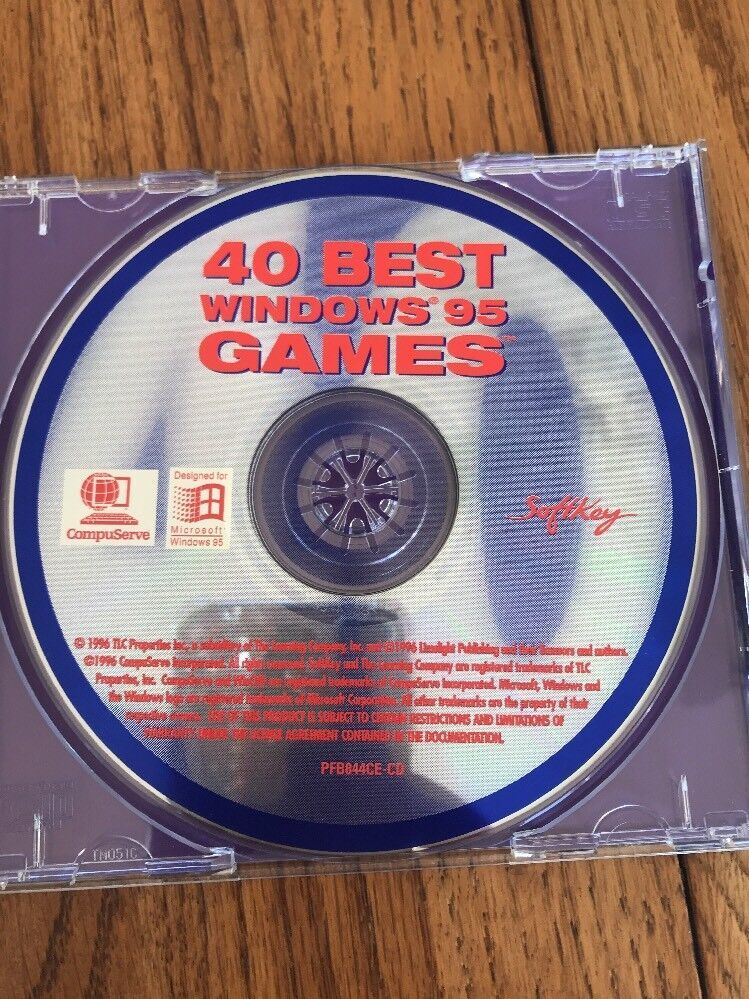 40 BEST
WINDOWS® 95
GAMES™
CompuServe
Designed for
Microsoft®
Windows 95
SoftKey
© 1996 TLC Properties Inc., a subsidiary of The Learning Company, Inc. and ©1996 Limelight Publishing and their licensors and authors.
©1996 CompuServe Incorporated. All rights reserved. SoftKey and The Learning Company are registered trademarks of TLC
Properties, Inc. CompuServe and are registered trademarks of CompuServe Incorporated. Microsoft, Windows and
the Windows logo are registered trademarks of Microsoft Corporation. All other trademarks are the property of their
respective owners. USE OF THIS PRODUCT IS SUBJECT TO CERTAIN RESTRICTIONS AND LIMITATIONS OF
WARRANTY UNDER THE LICENSE AGREEMENT CONTAINED IN THE DOCUMENTATION.
PFB644CE-CD
TM051C